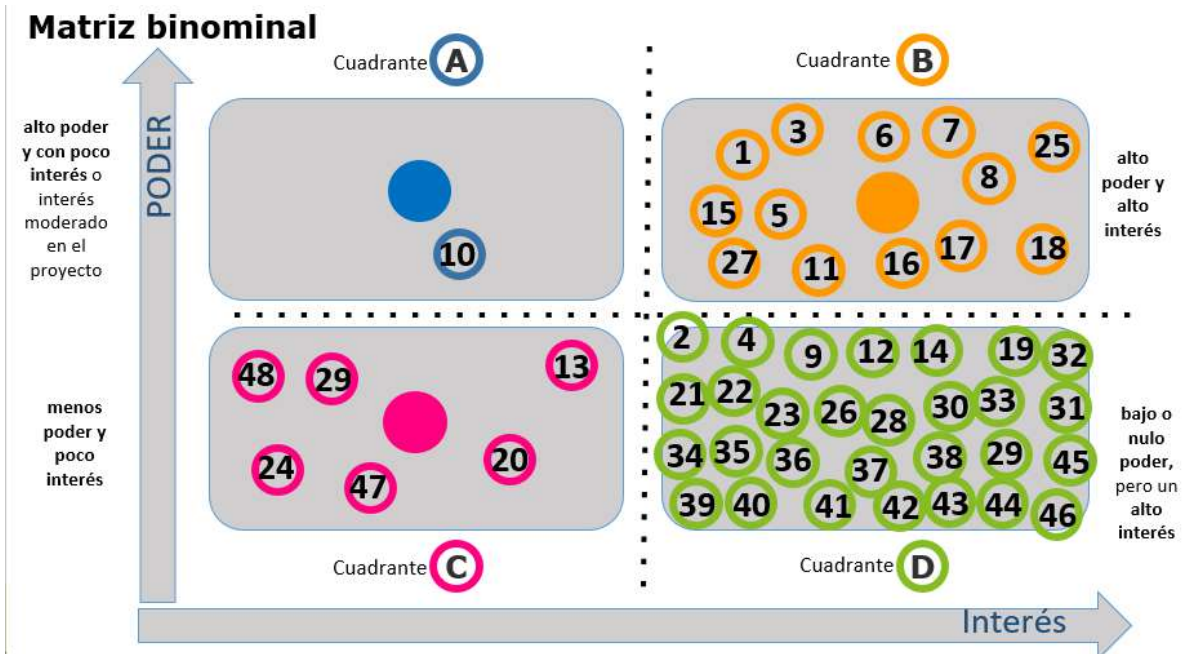 Matriz binominal
Cuadrante A
Cuadrante B
PODER
alto poder
y con poco
interés o
interés
moderado
en el
proyecto
10
1
3
6
7
25
8
15
5
27
11
16
17
18
alto
poder y
alto
interés
menos
poder y
poco
interés
48
29
13
24
47
20
2
4
9
12
14
19
32
21
22
23
26
28
30
33
31
34
35
36
37
38
29
45
39
40
41
42
43
44
46
bajo o
nulo
poder,
pero un
alto
interés
Cuadrante C
Cuadrante D
Interés